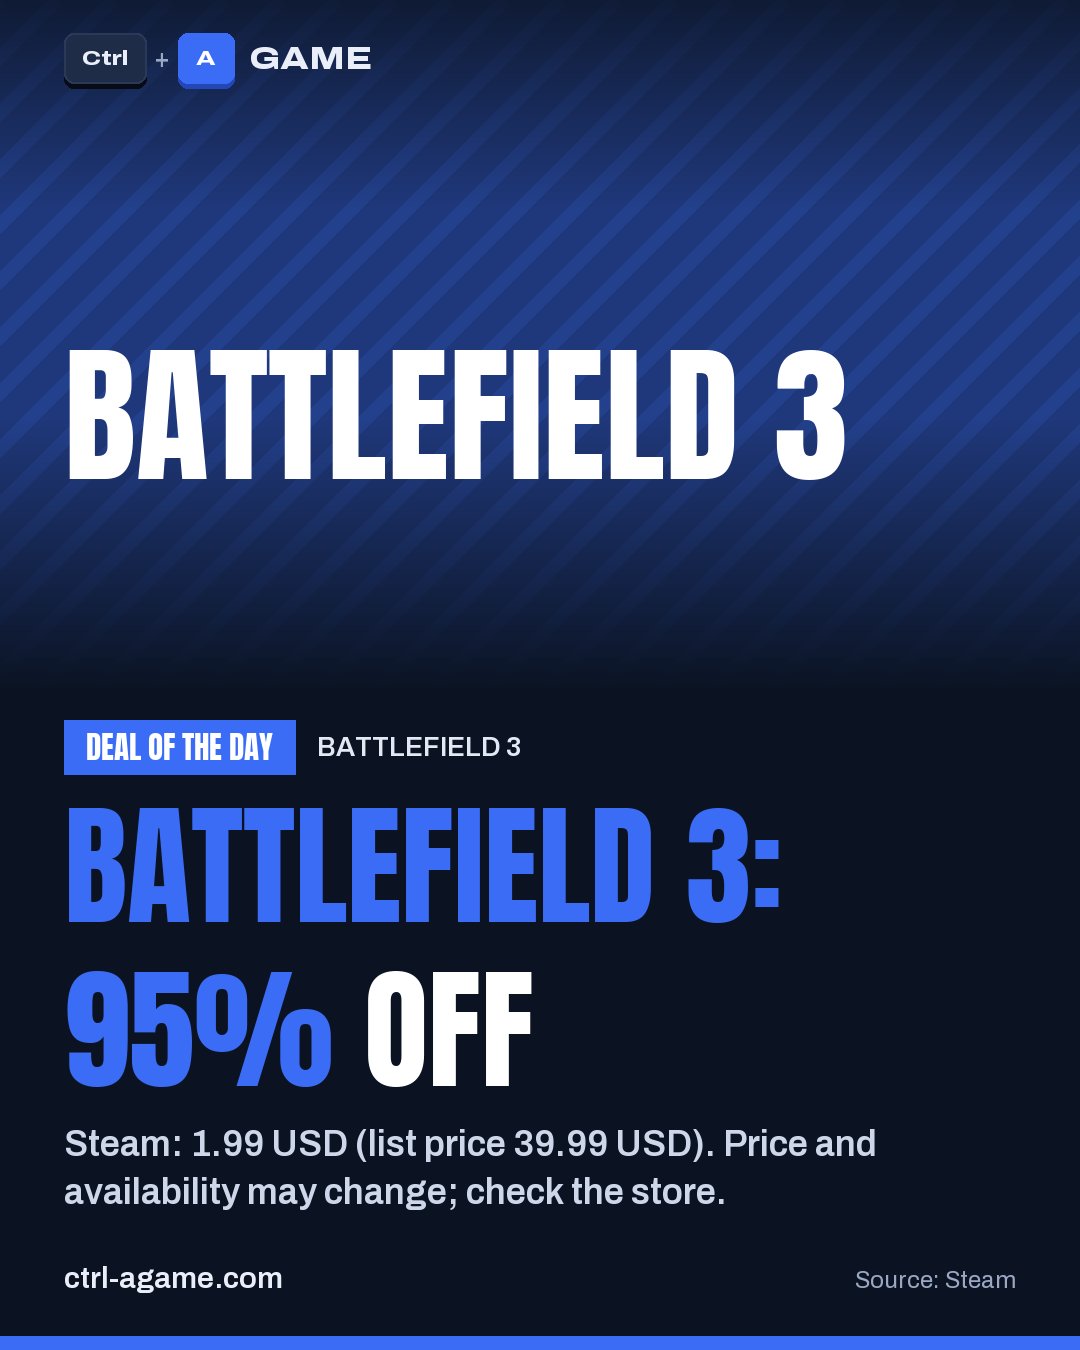 Ctrl + A GAME
BATTLEFIELD 3
DEAL OF THE DAY BATTLEFIELD 3
BATTLEFIELD 3:
95% OFF
Steam: 1.99 USD (list price 39.99 USD). Price and
availability may change; check the store.
ctrl-agame.com Source: Steam